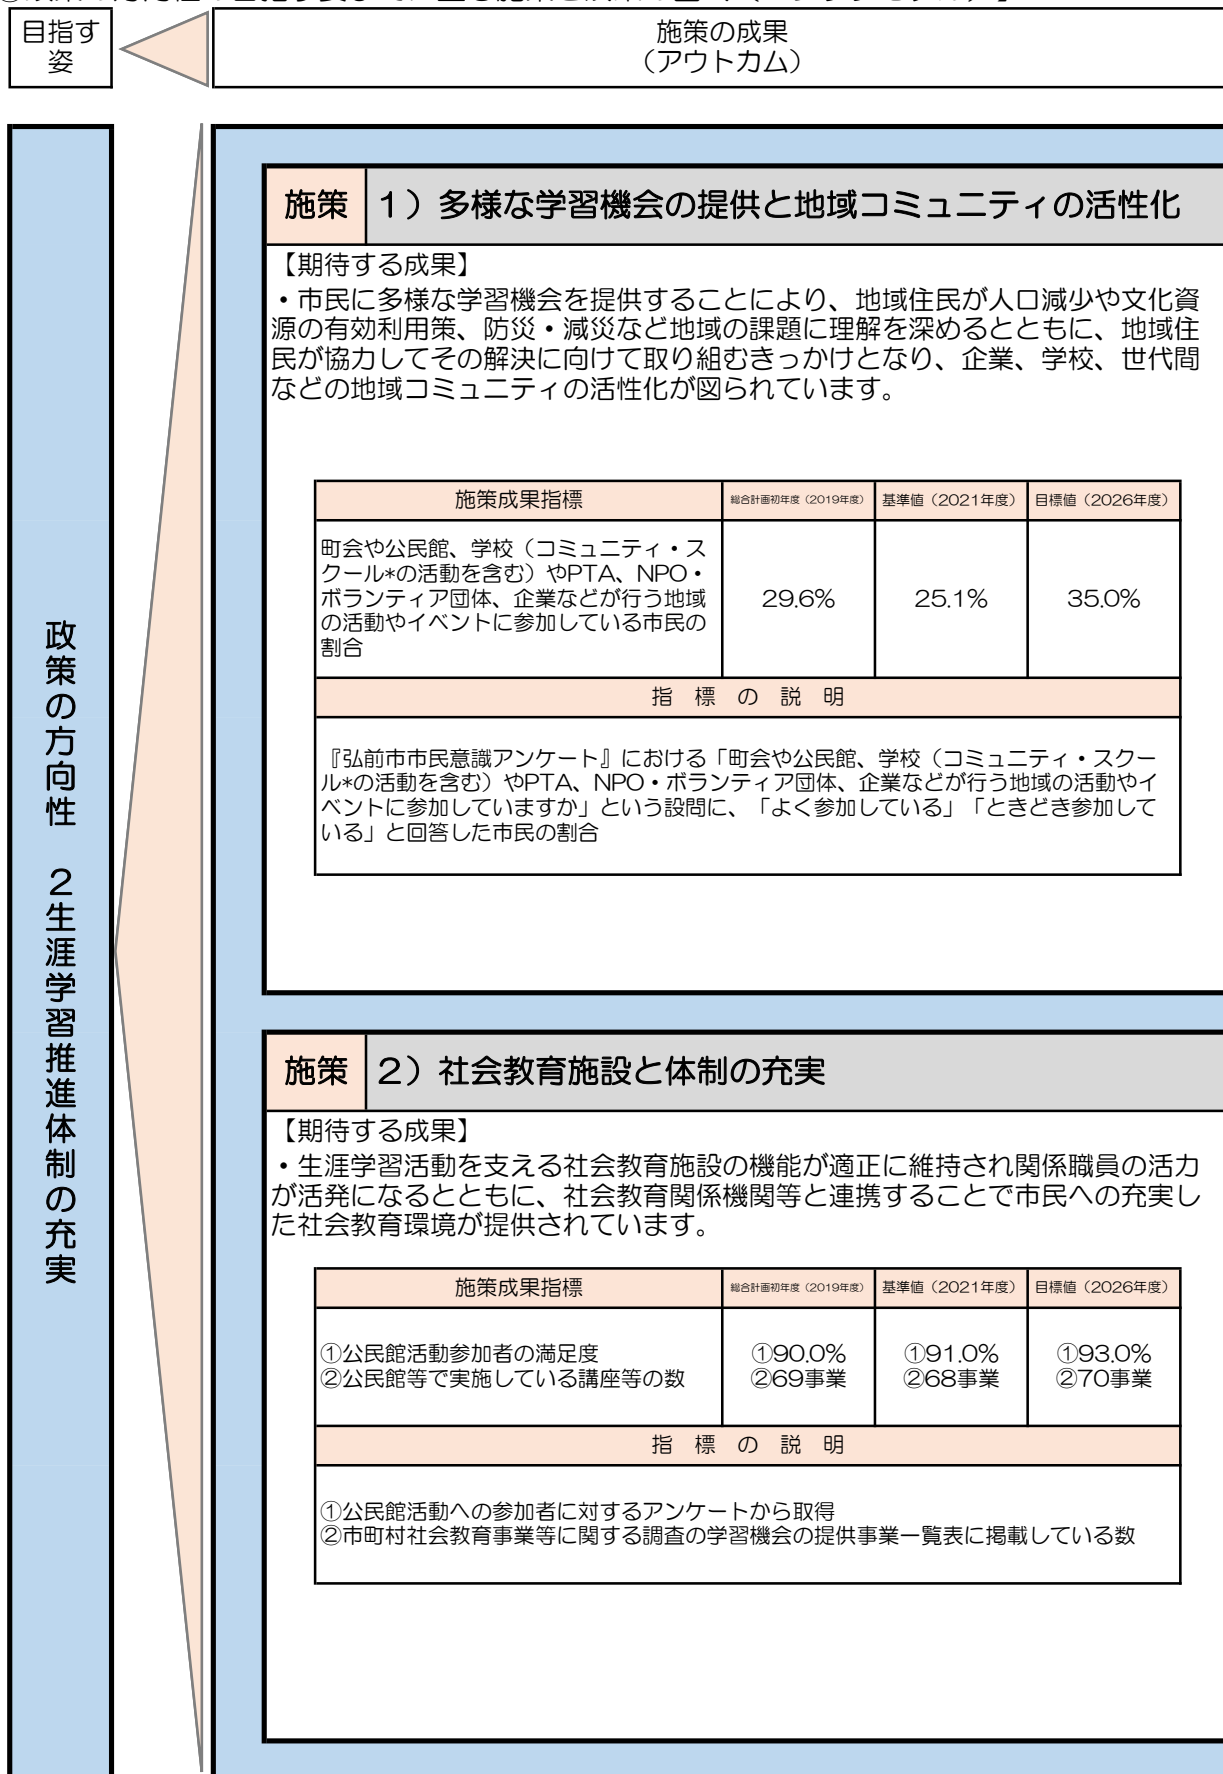 目指す
姿
施策の成果
（アウトカム）
政策の方向性　２生涯学習推進体制の充実
施策
１）多様な学習機会の提供と地域コミュニティの活性化
【期待する成果】
・市民に多様な学習機会を提供することにより、地域住民が人口減少や文化資
源の有効利用策、防災・減災など地域の課題に理解を深めるとともに、地域住
民が協力してその解決に向けて取り組むきっかけとなり、企業、学校、世代間
などの地域コミュニティの活性化が図られています。
施策成果指標
総合計画初年度（2019年度）
基準値（2021年度）
目標値（2026年度）
町会や公民館、学校（コミュニティ・ス
クール*の活動を含む）やPTA、NPO・
ボランティア団体、企業などが行う地域
の活動やイベントに参加している市民の
割合
29.6%
25.1%
35.0%
指　標　の　説　明
『弘前市市民意識アンケート』における「町会や公民館、学校（コミュニティ・スクー
ル*の活動を含む）やPTA、NPO・ボランティア団体、企業などが行う地域の活動やイ
ベントに参加していますか」という設問に、「よく参加している」「ときどき参加して
いる」と回答した市民の割合
施策
２）社会教育施設と体制の充実
【期待する成果】
・生涯学習活動を支える社会教育施設の機能が適正に維持され関係職員の活力
が活発になるとともに、社会教育関係機関等と連携することで市民への充実し
た社会教育環境が提供されています。
施策成果指標
総合計画初年度（2019年度）
基準値（2021年度）
目標値（2026年度）
①公民館活動参加者の満足度
②公民館等で実施している講座等の数
①90.0%
②69事業
①91.0%
②68事業
①93.0%
②70事業
指　標　の　説　明
①公民館活動への参加者に対するアンケートから取得
②市町村社会教育事業等に関する調査の学習機会の提供事業一覧表に掲載している数